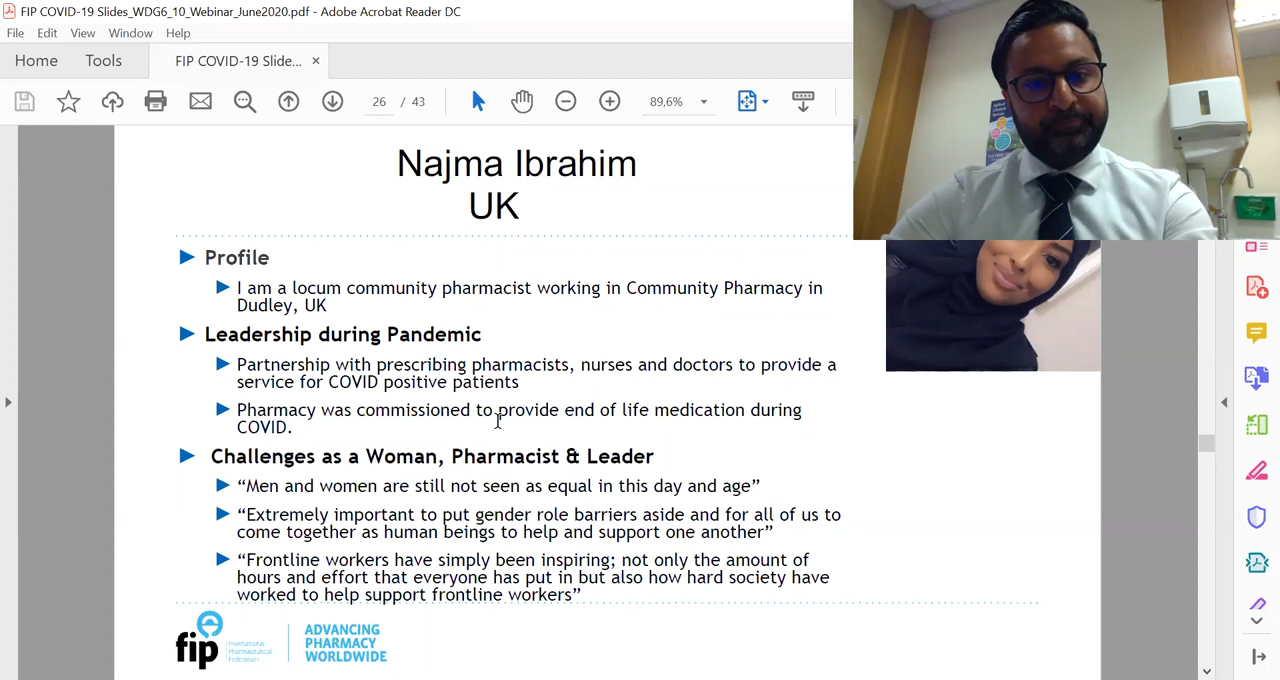 FIP COVID-19 Slides_WDG6_10_Webinar_June2020.pdf - Adobe Acrobat Reader DC
File Edit View Window Help
Home Tools FIP COVID-19 Slide... ×
26 / 43 89,6%
Najma Ibrahim
UK
Profile
I am a locum community pharmacist working in Community Pharmacy in
Dudley, UK
Leadership during Pandemic
Partnership with prescribing pharmacists, nurses and doctors to provide a
service for COVID positive patients
Pharmacy was commissioned to provide end of life medication during
COVID.
Challenges as a Woman, Pharmacist & Leader
“Men and women are still not seen as equal in this day and age”
“Extremely important to put gender role barriers aside and for all of us to
come together as human beings to help and support one another”
“Frontline workers have simply been inspiring; not only the amount of
hours and effort that everyone has put in but also how hard society have
worked to help support frontline workers”
fip
International
Pharmaceutical
Federation
ADVANCING
PHARMACY
WORLDWIDE